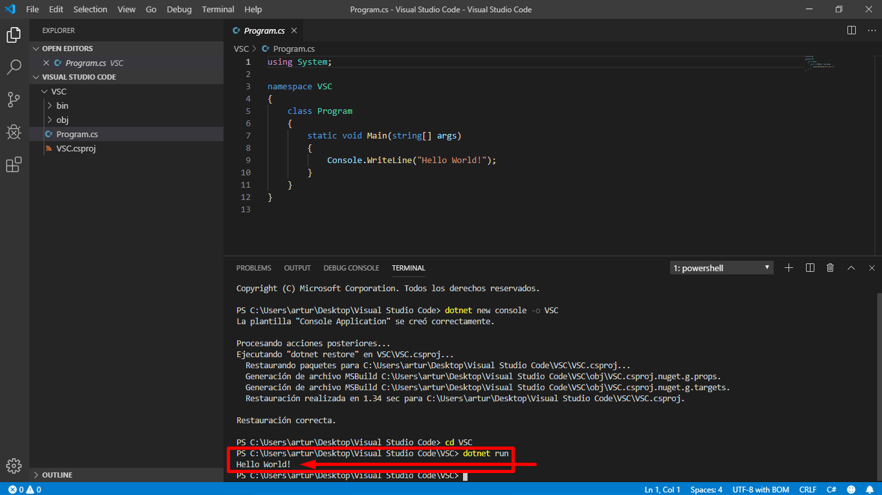 File Edit Selection View Go Debug Terminal Help
Program.cs - Visual Studio Code - Visual Studio Code
EXPLORER
OPEN EDITORS
Program.cs VSC
VISUAL STUDIO CODE
VSC
bin
obj
Program.cs
VSC.csproj
OUTLINE
Program.cs
VSC > Program.cs
1 using System;
2
3 namespace VSC
4 {
5 class Program
6 {
7 static void Main(string[] args)
8 {
9 Console.WriteLine("Hello World!");
10 }
11 }
12 }
13
PROBLEMS OUTPUT DEBUG CONSOLE TERMINAL
1: powershell
Copyright (C) Microsoft Corporation. Todos los derechos reservados.
PS C:\Users\artur\Desktop\Visual Studio Code> dotnet new console -o VSC
La plantilla "Console Application" se creó correctamente.
Procesando acciones posteriores...
Ejecutando "dotnet restore" en VSC\VSC.csproj...
Restaurando paquetes para C:\Users\artur\Desktop\Visual Studio Code\VSC\VSC.csproj...
Generación de archivo MSBuild C:\Users\artur\Desktop\Visual Studio Code\VSC\obj\VSC.csproj.nuget.g.props.
Generación de archivo MSBuild C:\Users\artur\Desktop\Visual Studio Code\VSC\obj\VSC.csproj.nuget.g.targets.
Restauración realizada en 1.34 sec para C:\Users\artur\Desktop\Visual Studio Code\VSC\VSC.csproj.
Restauración correcta.
PS C:\Users\artur\Desktop\Visual Studio Code> cd VSC
PS C:\Users\artur\Desktop\Visual Studio Code\VSC> dotnet run
Hello World!
PS C:\Users\artur\Desktop\Visual Studio Code\VSC>
0 0
Ln 1, Col 1 Spaces: 4 UTF-8 with BOM CRLF C#